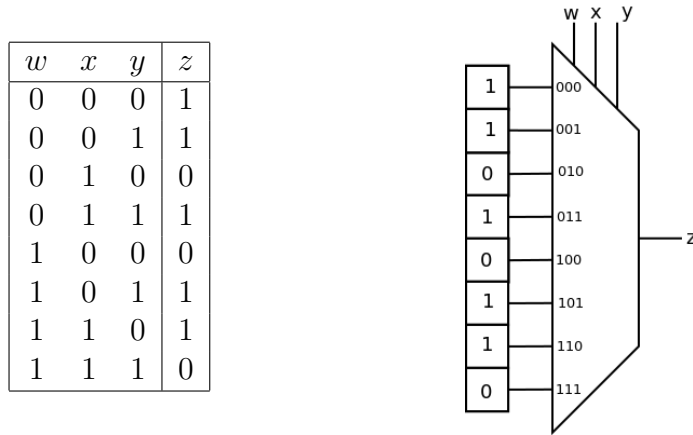 w x y z
0 0 0 1
0 0 1 1
0 1 0 0
0 1 1 1
1 0 0 0
1 0 1 1
1 1 0 1
1 1 1 0
w x y
1 000
1 001
0 010
1 011
z
0 100
1 101
1 110
0 111